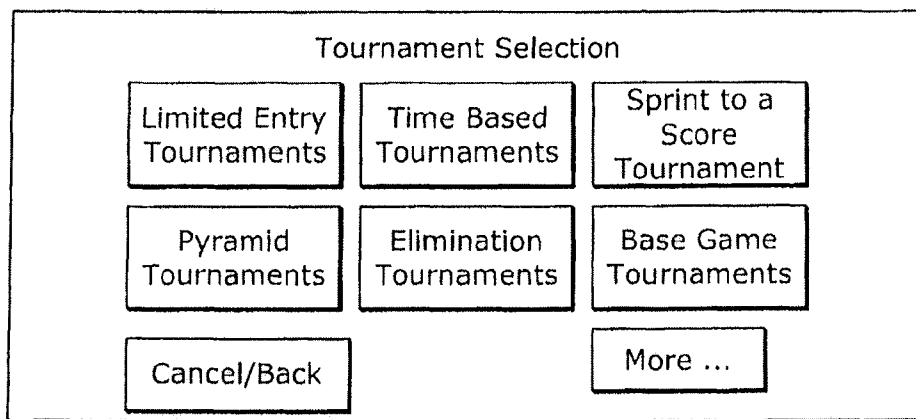 Tournament Selection
Limited Entry
Tournaments
Time Based
Tournaments
Sprint to a
Score
Tournament
Pyramid
Tournaments
Elimination
Tournaments
Base Game
Tournaments
Cancel/Back
More ...